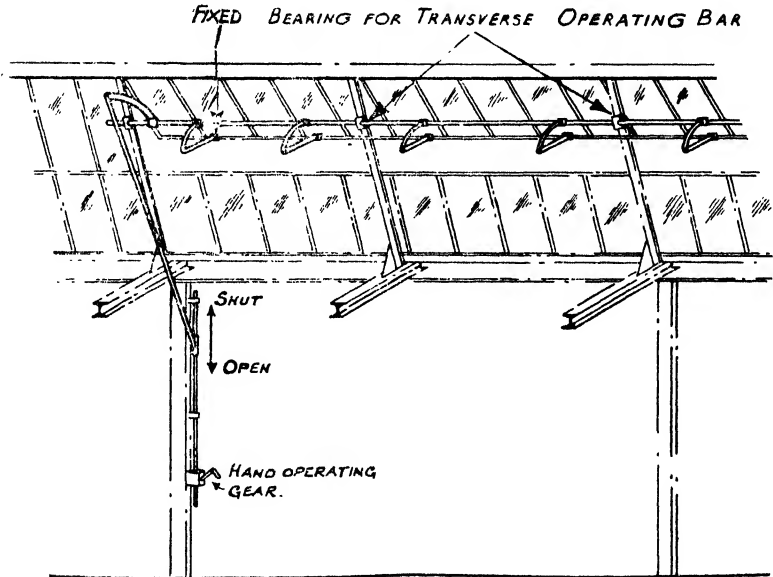 FIXED BEARING FOR TRANSVERSE OPERATING BAR
SHUT
OPEN
HAND OPERATING
GEAR.